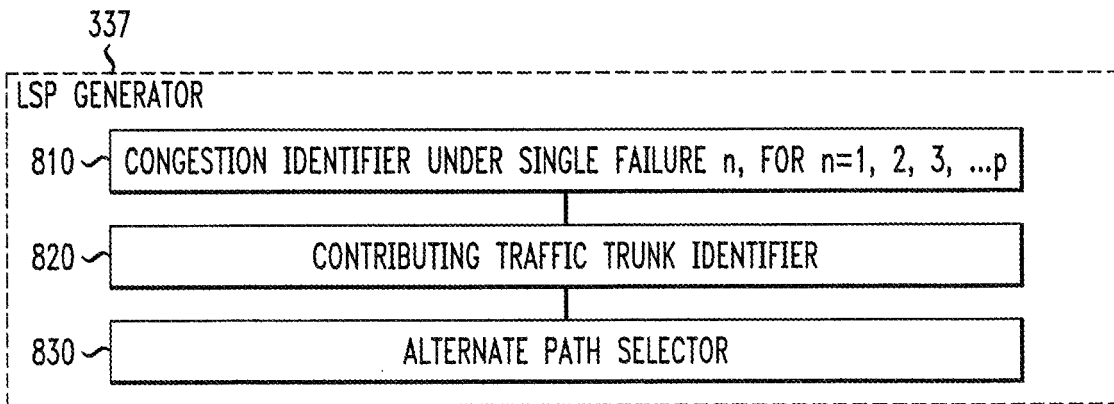 337
LSP GENERATOR
810 CONGESTION IDENTIFIER UNDER SINGLE FAILURE n, FOR n=1, 2, 3, ...p
820 CONTRIBUTING TRAFFIC TRUNK IDENTIFIER
830 ALTERNATE PATH SELECTOR